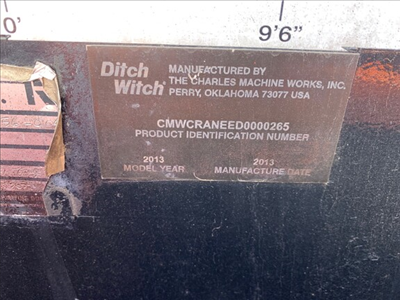 0'
9'6"
Ditch Witch®
MANUFACTURED BY
THE CHARLES MACHINE WORKS, INC.
PERRY, OKLAHOMA 73077 USA
R
CMWCRANEED0000265
PRODUCT IDENTIFICATION NUMBER
2013
MODEL YEAR
2013
MANUFACTURE DATE